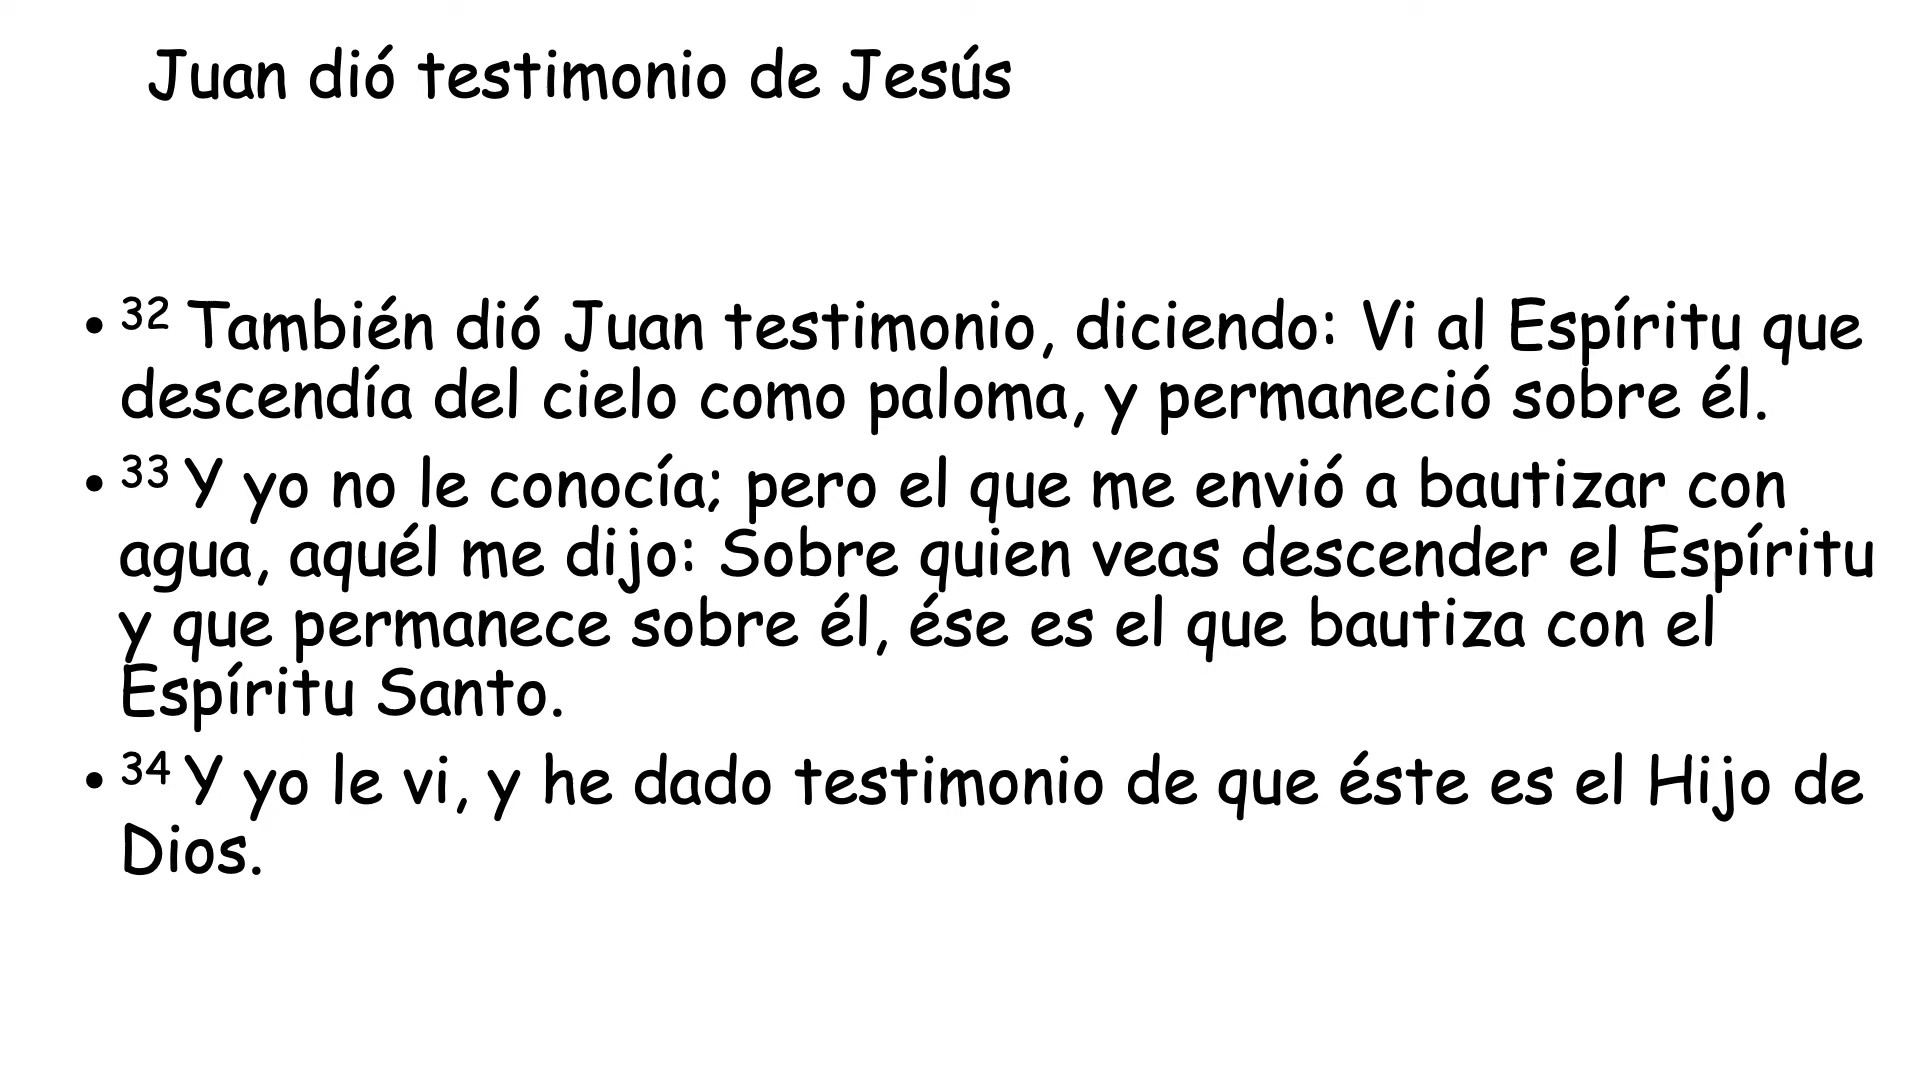 Juan dió testimonio de Jesús
• 32 También dió Juan testimonio, diciendo: Vi al Espíritu que
descendía del cielo como paloma, y permaneció sobre él.
• 33 Y yo no le conocía; pero el que me envió a bautizar con
agua, aquél me dijo: Sobre quien veas descender el Espíritu
y que permanece sobre él, ése es el que bautiza con el
Espíritu Santo.
• 34 Y yo le vi, y he dado testimonio de que éste es el Hijo de
Dios.